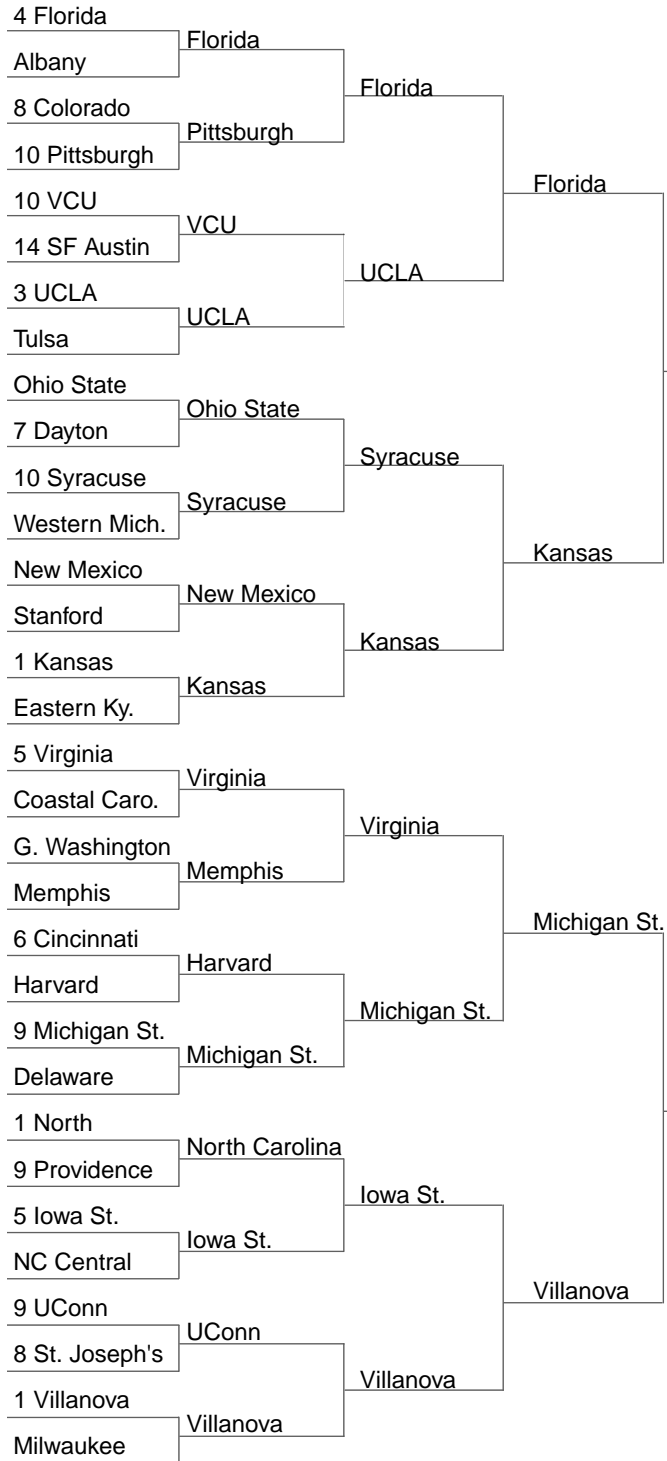 4 Florida
Albany
8 Colorado
10 Pittsburgh
10 VCU
14 SF Austin
3 UCLA
Tulsa
Ohio State
7 Dayton
10 Syracuse
Western Mich.
New Mexico
Stanford
1 Kansas
Eastern Ky.
5 Virginia
Coastal Caro.
G. Washington
Memphis
6 Cincinnati
Harvard
9 Michigan St.
Delaware
1 North
9 Providence
5 Iowa St.
NC Central
9 UConn
8 St. Joseph's
1 Villanova
Milwaukee
Florida
Pittsburgh
VCU
UCLA
Ohio State
Syracuse
New Mexico
Kansas
Virginia
Memphis
Harvard
Michigan St.
North Carolina
Iowa St.
UConn
Villanova
Florida
UCLA
Syracuse
Kansas
Virginia
Michigan St.
Iowa St.
Villanova
Florida
Kansas
Michigan St.
Villanova